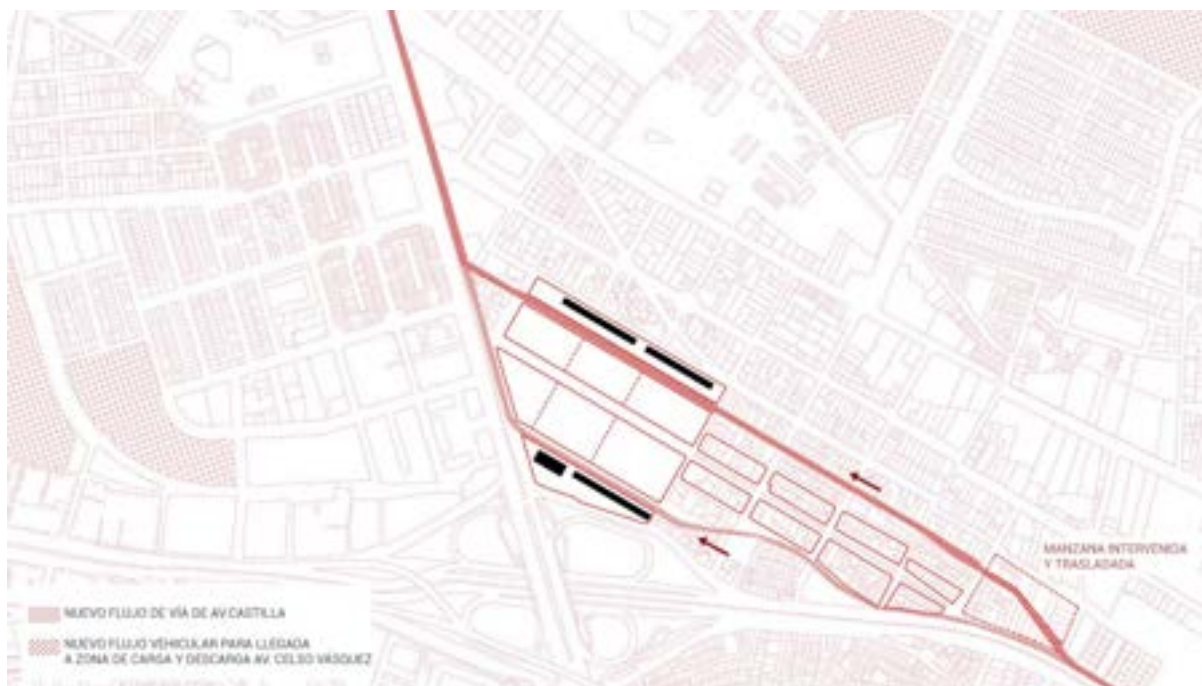 MANZANA INTERVENIDA
Y TRASLADADA
NUEVO FLUJO DE VÍA DE AV.CASTILLA
NUEVO FLUJO VEHICULAR PARA LLEGADA
A ZONA DE CARGA Y DESCARGA AV. CELSO VASQUEZ